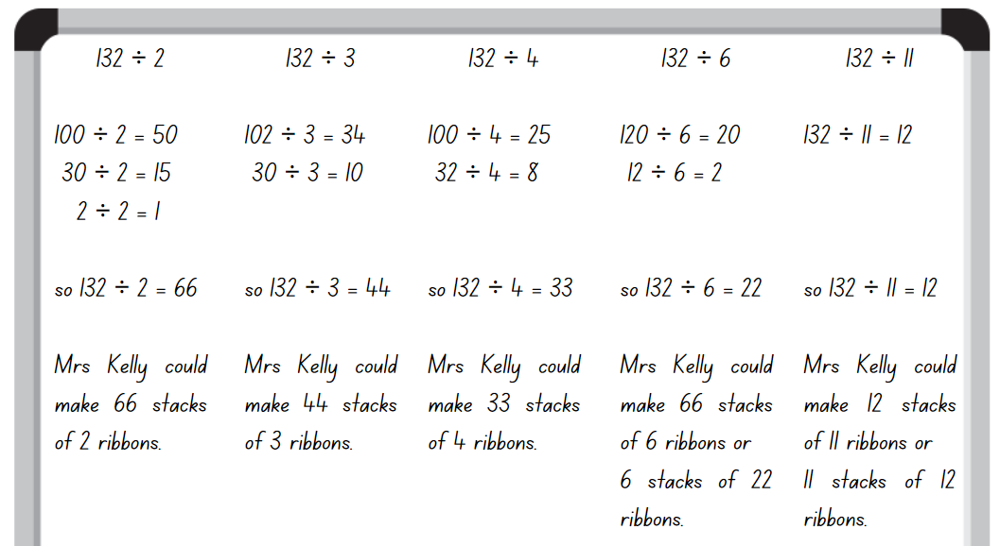 132 ÷ 2
100 ÷ 2 = 50
30 ÷ 2 = 15
2 ÷ 2 = 1
so 132 ÷ 2 = 66
Mrs Kelly could
make 66 stacks
of 2 ribbons.
132 ÷ 3
102 ÷ 3 = 34
30 ÷ 3 = 10
so 132 ÷ 3 = 44
Mrs Kelly could
make 44 stacks
of 3 ribbons.
132 ÷ 4
100 ÷ 4 = 25
32 ÷ 4 = 8
so 132 ÷ 4 = 33
Mrs Kelly could
make 33 stacks
of 4 ribbons.
132 ÷ 6
120 ÷ 6 = 20
12 ÷ 6 = 2
so 132 ÷ 6 = 22
Mrs Kelly could
make 66 stacks
of 6 ribbons or
6 stacks of 22
ribbons.
132 ÷ 11
132 ÷ 11 = 12
so 132 ÷ 11 = 12
Mrs Kelly could
make 12 stacks
of 11 ribbons or
11 stacks of 12
ribbons.